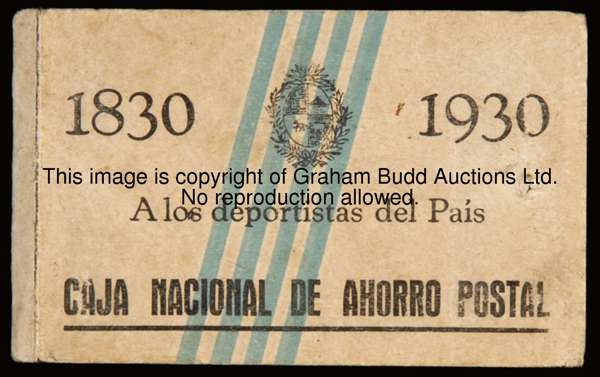 1830 1930
This image is copyright of Graham Budd Auctions Ltd.
No reproduction allowed.
A los deportistas del País
CAJA NACIONAL DE AHORRO POSTAL